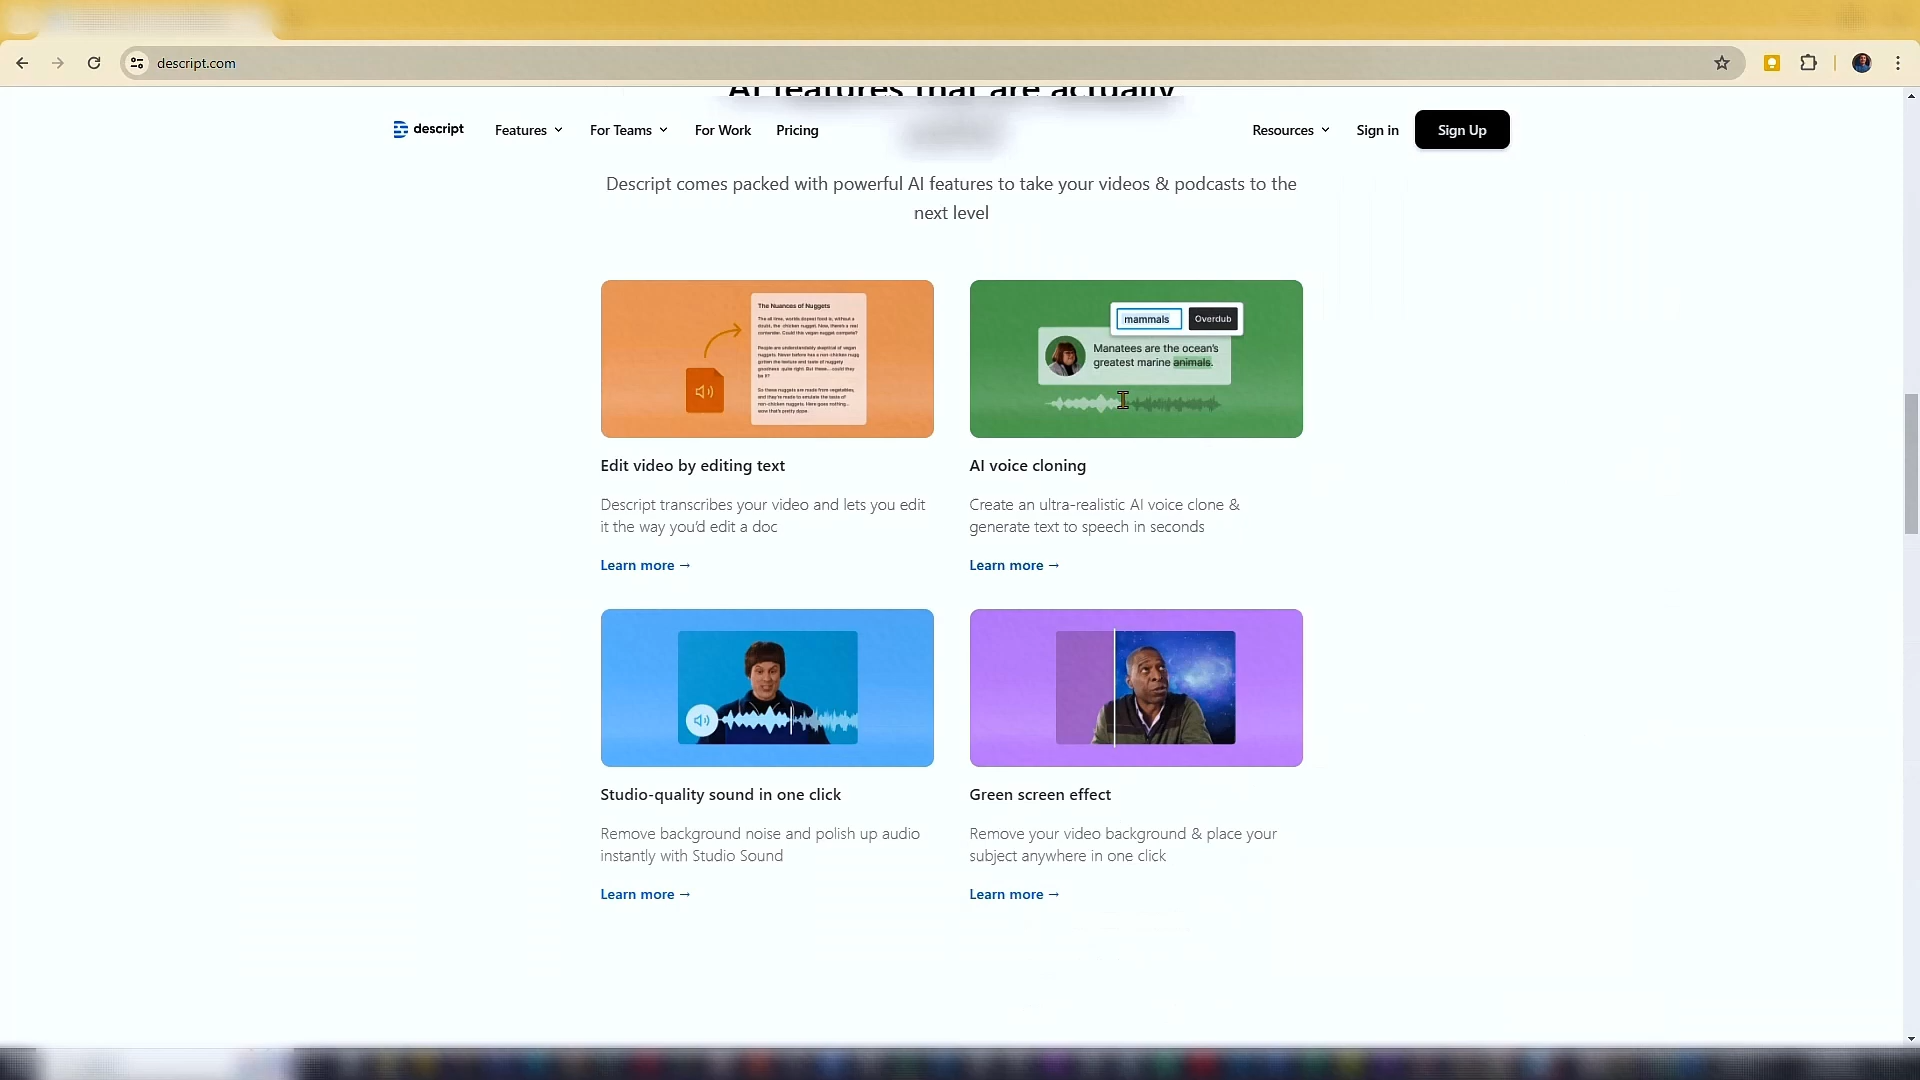 descript.com
AI features that are actually
descript
Features
For Teams
For Work
Pricing
Resources
Sign in
Sign Up
Descript comes packed with powerful AI features to take your videos & podcasts to the
next level
The Nuances of Nuggets
mammals
Overdub
Manatees are the ocean's
greatest marine animals.
Edit video by editing text
Descript transcribes your video and lets you edit
it the way you'd edit a doc
Learn more →
AI voice cloning
Create an ultra-realistic AI voice clone &
generate text to speech in seconds
Learn more →
Studio-quality sound in one click
Remove background noise and polish up audio
instantly with Studio Sound
Learn more →
Green screen effect
Remove your video background & place your
subject anywhere in one click
Learn more →